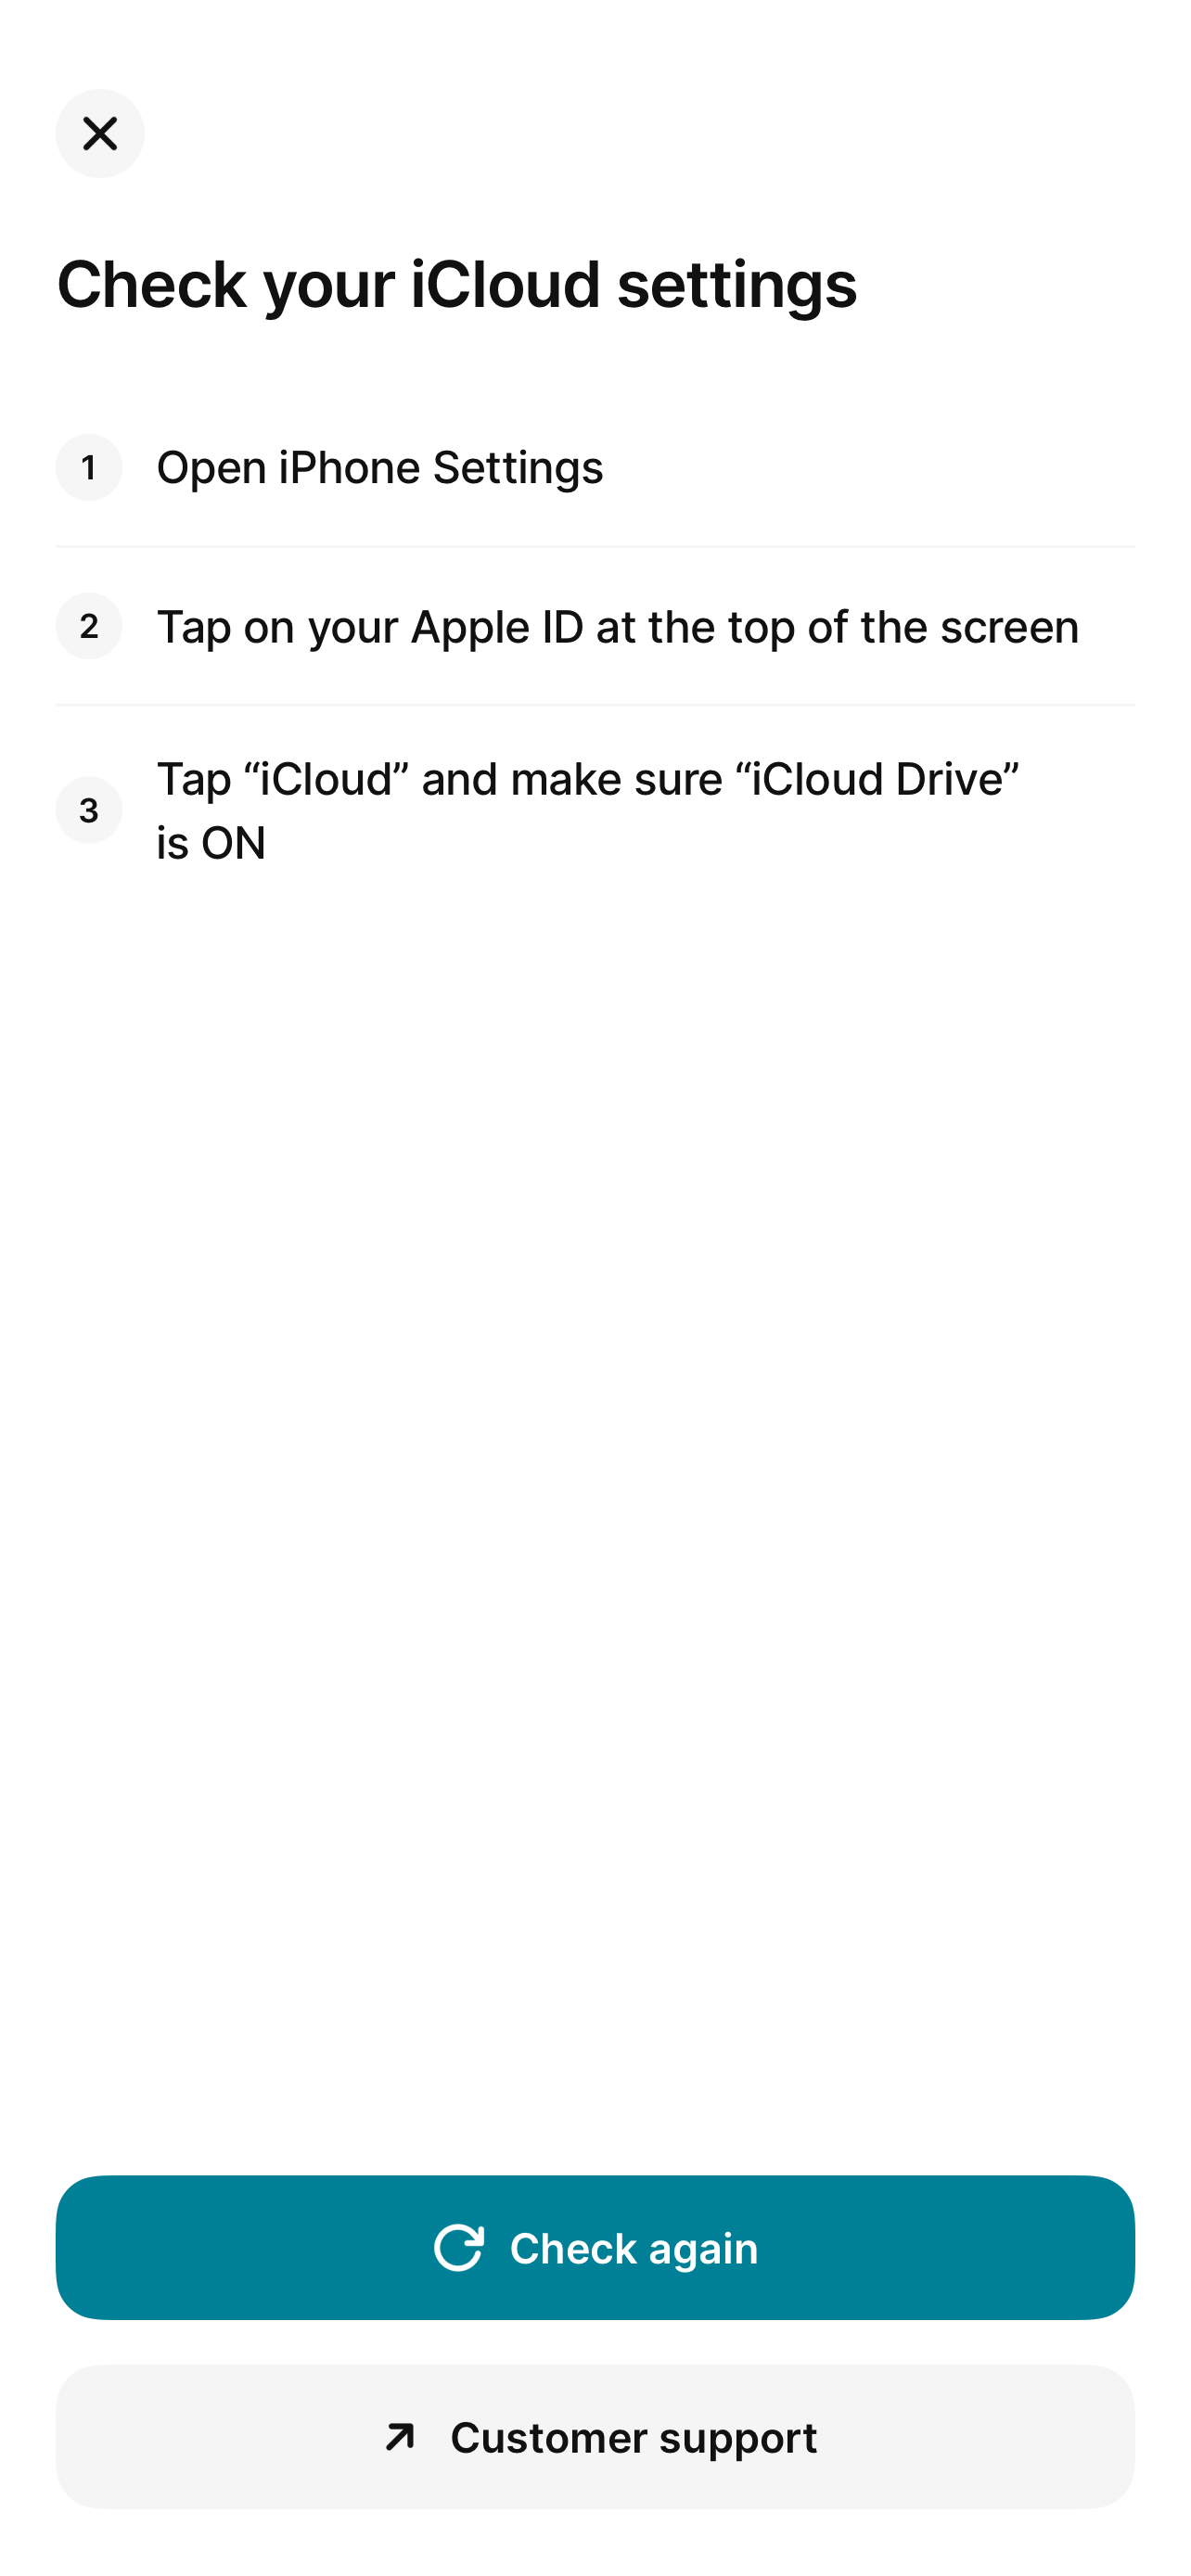 Check your iCloud settings
1 Open iPhone Settings
2 Tap on your Apple ID at the top of the screen
3 Tap “iCloud” and make sure “iCloud Drive”
is ON
Check again
Customer support